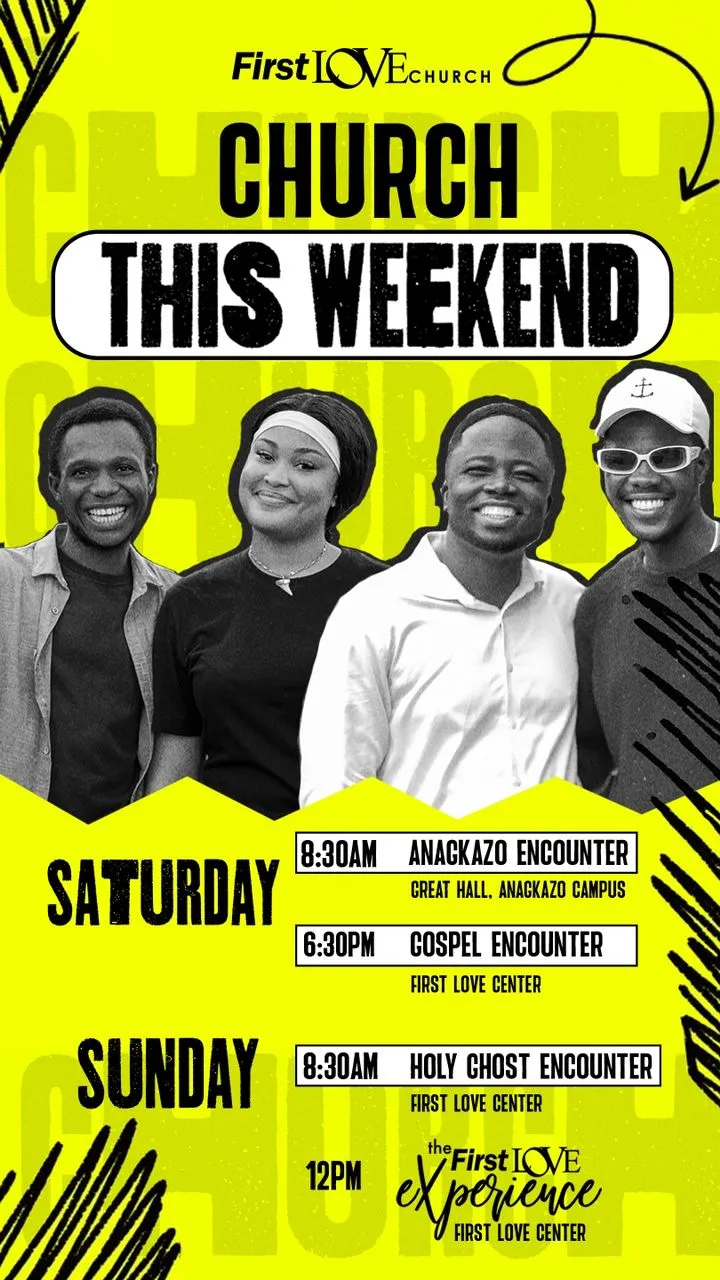 First LOVE CHURCH
CHURCH
THIS WEEKEND
SATURDAY
8:30AM ANAGKAZO ENCOUNTER
GREAT HALL, ANAGKAZO CAMPUS
6:30PM GOSPEL ENCOUNTER
FIRST LOVE CENTER
SUNDAY
8:30AM HOLY GHOST ENCOUNTER
FIRST LOVE CENTER
12PM the First LOVE
eXperience
FIRST LOVE CENTER